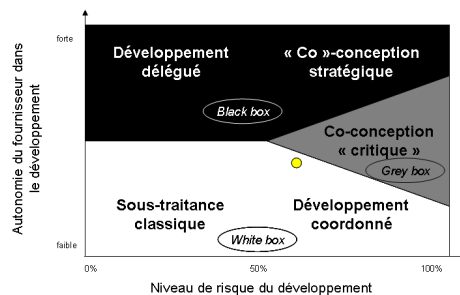 Autonomie du fournisseur dans
le développement
forte
faible
Développement
délégué
« Co »-conception
stratégique
Black box
Co-conception
« critique »
Grey box
Sous-traitance
classique
Développement
coordonné
White box
0%
50%
100%
Niveau de risque du développement